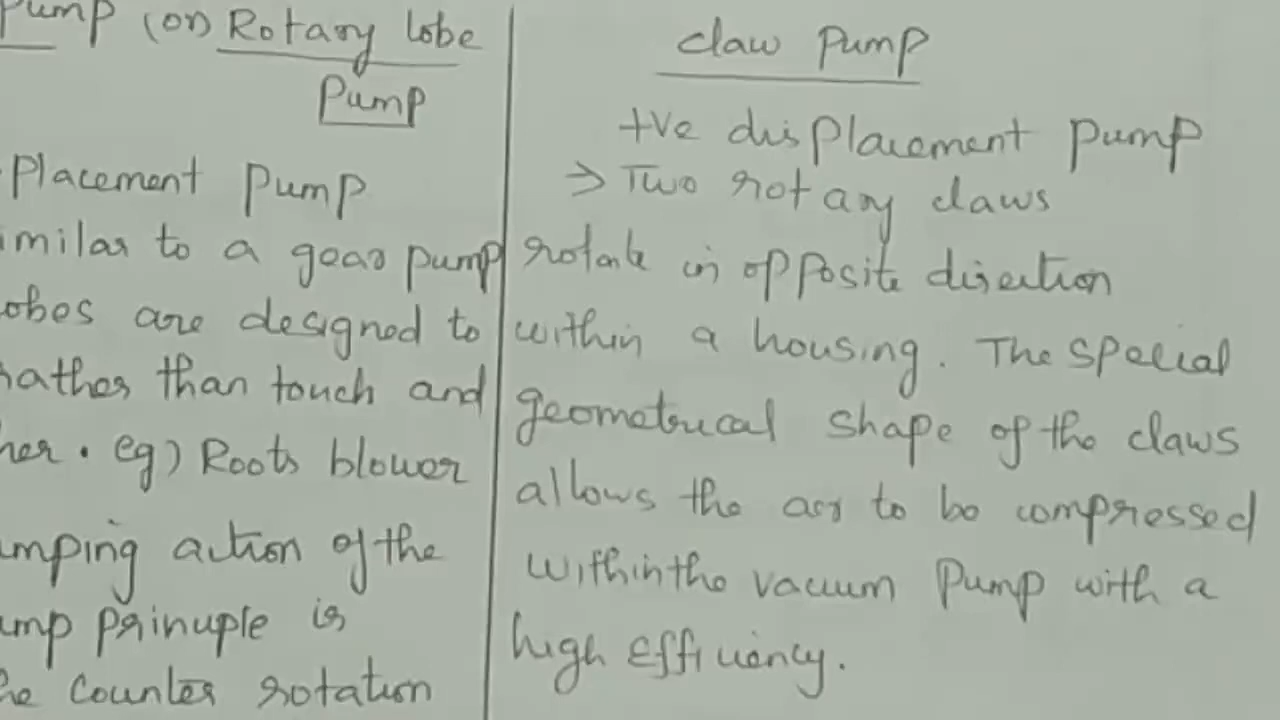 Pump (or) Rotary lobe
Pump
Placement Pump
imilar to a gear pump
obes are designed to
rather than touch and
her. eg) Roots blower
umping action of the
ump principle is
he counter rotation
claw pump
+ve displacement pump
→ Two rotary claws
rotate in opposite direction
within a housing. The special
geometrical shape of the claws
allows the air to be compressed
within the vacuum pump with a
high efficiency.